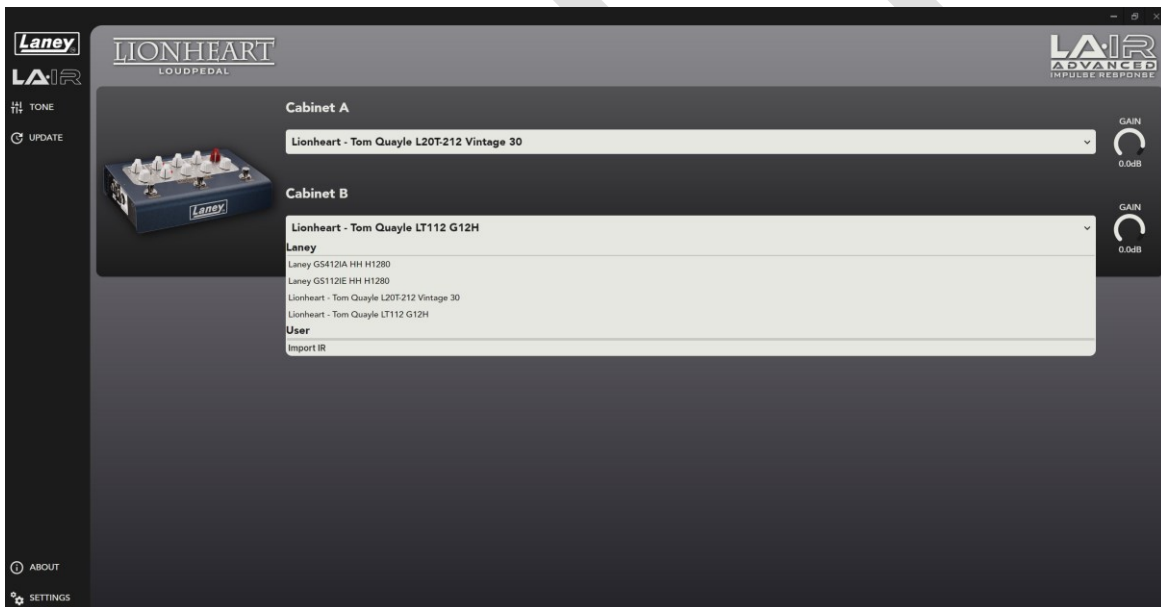 Laney
LA·IR
TONE
UPDATE
ABOUT
SETTINGS
LIONHEART
LOUDPEDAL
LA·IR
ADVANCED
IMPULSE RESPONSE
Laney
Cabinet A
Lionheart - Tom Quayle L20T-212 Vintage 30
GAIN
0.0dB
Cabinet B
Lionheart - Tom Quayle LT112 G12H
GAIN
0.0dB
Laney
Laney GS412IA HH H1280
Laney GS112IE HH H1280
Lionheart - Tom Quayle L20T-212 Vintage 30
Lionheart - Tom Quayle LT112 G12H
User
Import IR